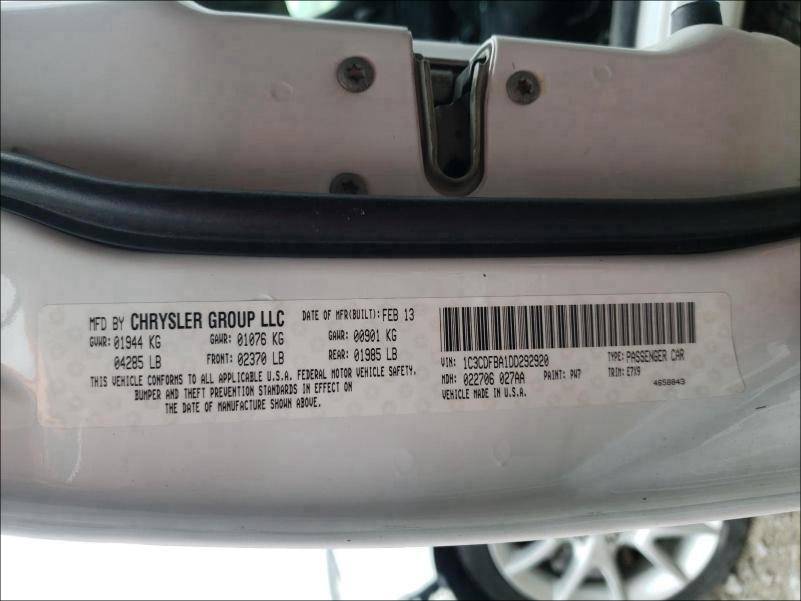 MFD BY CHRYSLER GROUP LLC DATE OF MFR(BUILT): FEB 13
GVWR: 01944 KG GAWR: 01076 KG GAWR: 00901 KG
04285 LB FRONT: 02370 LB REAR: 01985 LB
THIS VEHICLE CONFORMS TO ALL APPLICABLE U.S.A. FEDERAL MOTOR VEHICLE SAFETY,
BUMPER AND THEFT PREVENTION STANDARDS IN EFFECT ON
THE DATE OF MANUFACTURE SHOWN ABOVE.
VIN: 1C3CDFBA1DD292920 TYPE: PASSENGER CAR
MDH: 022706 027AA PAINT: PW7 TRIM: E7X9
VEHICLE MADE IN U.S.A. 4658843